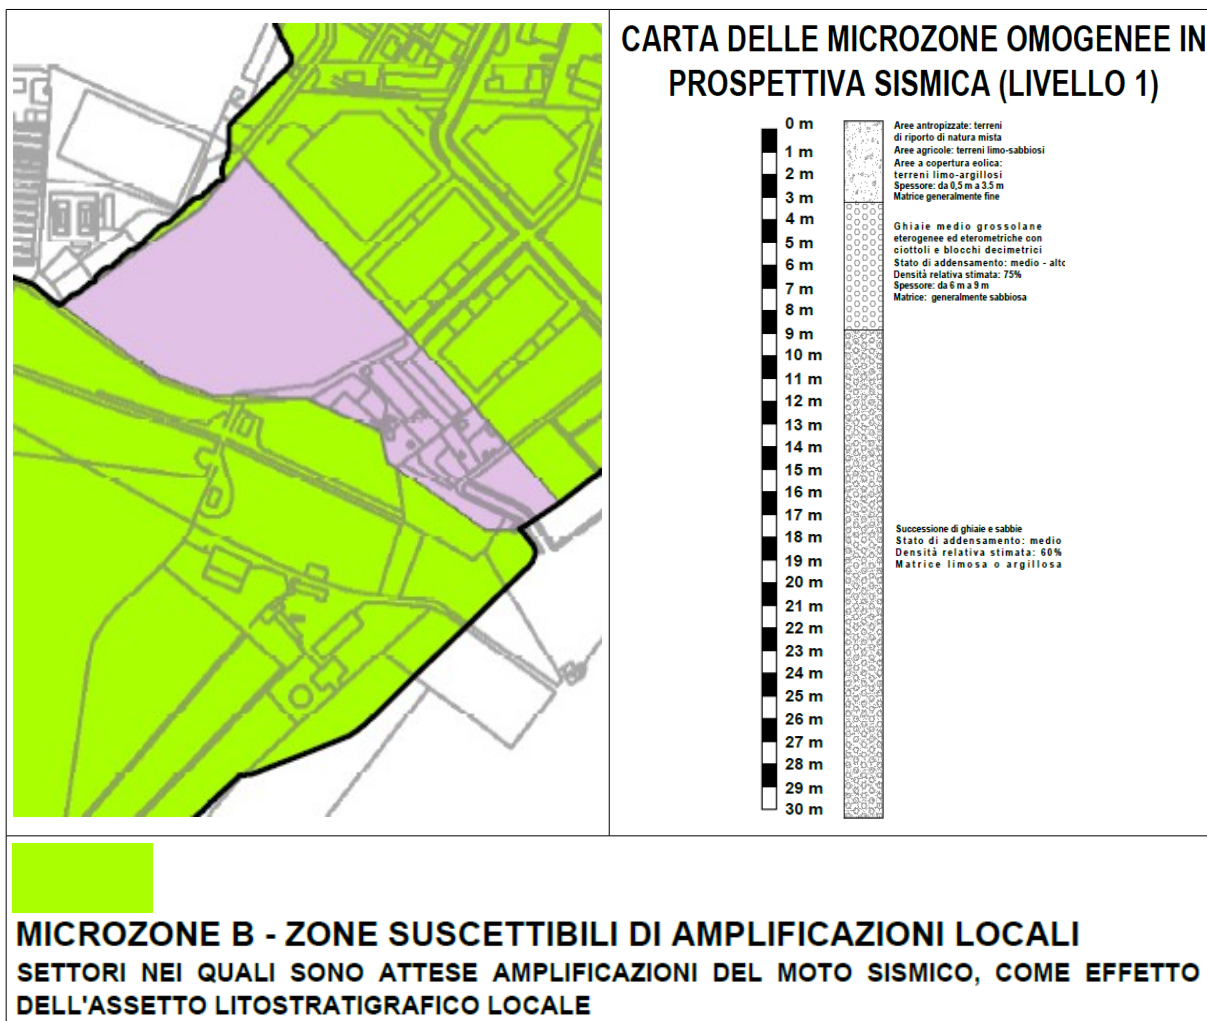 CARTA DELLE MICROZONE OMOGENEE IN
PROSPETTIVA SISMICA (LIVELLO 1)
0 m
1 m
2 m
3 m
4 m
5 m
6 m
7 m
8 m
9 m
10 m
11 m
12 m
13 m
14 m
15 m
16 m
17 m
18 m
19 m
20 m
21 m
22 m
23 m
24 m
25 m
26 m
27 m
28 m
29 m
30 m
Aree antropizzate: terreni
di riporto di natura mista
Aree agricole: terreni limo-sabbiosi
Aree a copertura eolica:
terreni limo-argillosi
Spessore: da 0,5 m a 3.5 m
Matrice generalmente fine
Ghiaie medio grossolane
eterogenee ed eterometriche con
ciottoli e blocchi decimetrici
Stato di addensamento: medio - alto
Densità relativa stimata: 75%
Spessore: da 6 m a 9 m
Matrice: generalmente sabbiosa
Successione di ghiaie e sabbie
Stato di addensamento: medio
Densità relativa stimata: 60%
Matrice limosa o argillosa
MICROZONE B - ZONE SUSCETTIBILI DI AMPLIFICAZIONI LOCALI
SETTORI NEI QUALI SONO ATTESE AMPLIFICAZIONI DEL MOTO SISMICO, COME EFFETTO
DELL'ASSETTO LITOSTRATIGRAFICO LOCALE